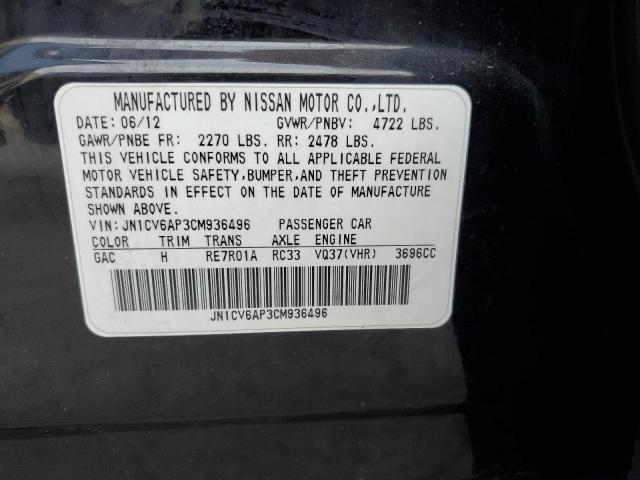 MANUFACTURED BY NISSAN MOTOR CO.,LTD.
DATE: 06/12 GVWR/PNBV: 4722 LBS.
GAWR/PNBE FR: 2270 LBS. RR: 2478 LBS.
THIS VEHICLE CONFORMS TO ALL APPLICABLE FEDERAL
MOTOR VEHICLE SAFETY,BUMPER,AND THEFT PREVENTION
STANDARDS IN EFFECT ON THE DATE OF MANUFACTURE
SHOWN ABOVE.
VIN: JN1CV6AP3CM936496 PASSENGER CAR
COLOR TRIM TRANS AXLE ENGINE
GAC H RE7R01A RC33 VQ37(VHR) 3696CC
JN1CV6AP3CM936496